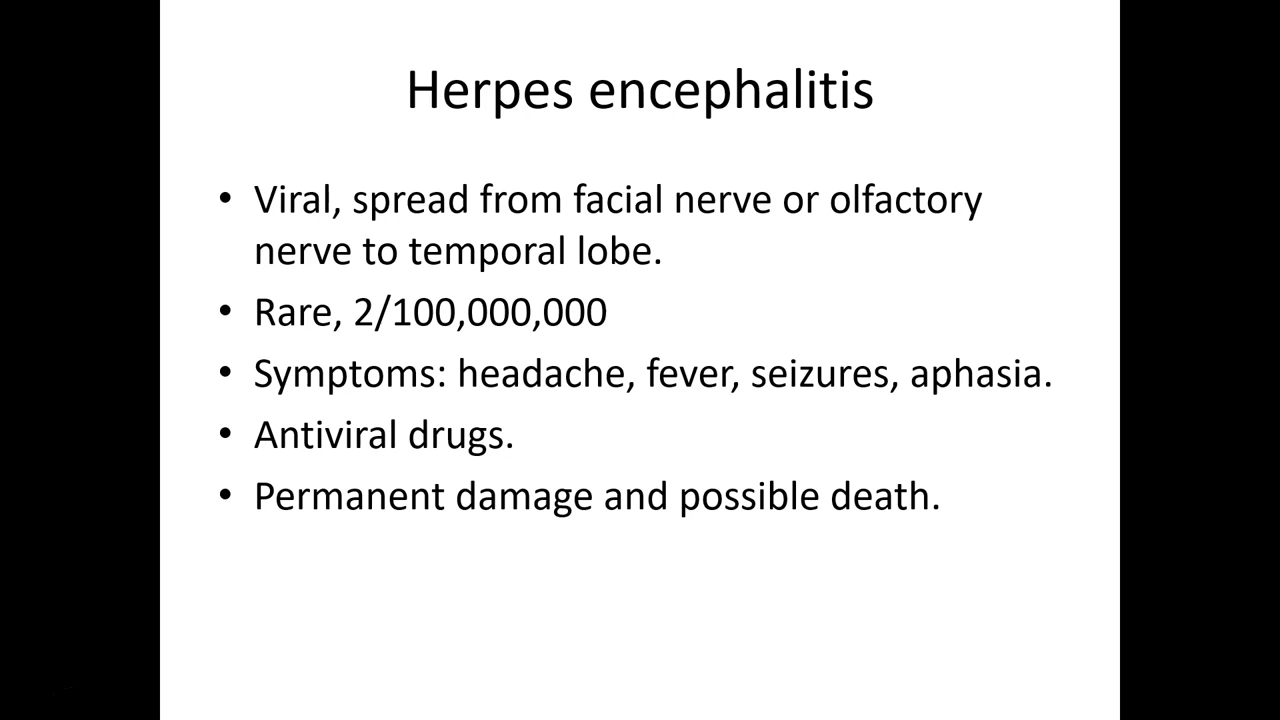 Herpes encephalitis
• Viral, spread from facial nerve or olfactory
nerve to temporal lobe.
• Rare, 2/100,000,000
• Symptoms: headache, fever, seizures, aphasia.
• Antiviral drugs.
• Permanent damage and possible death.